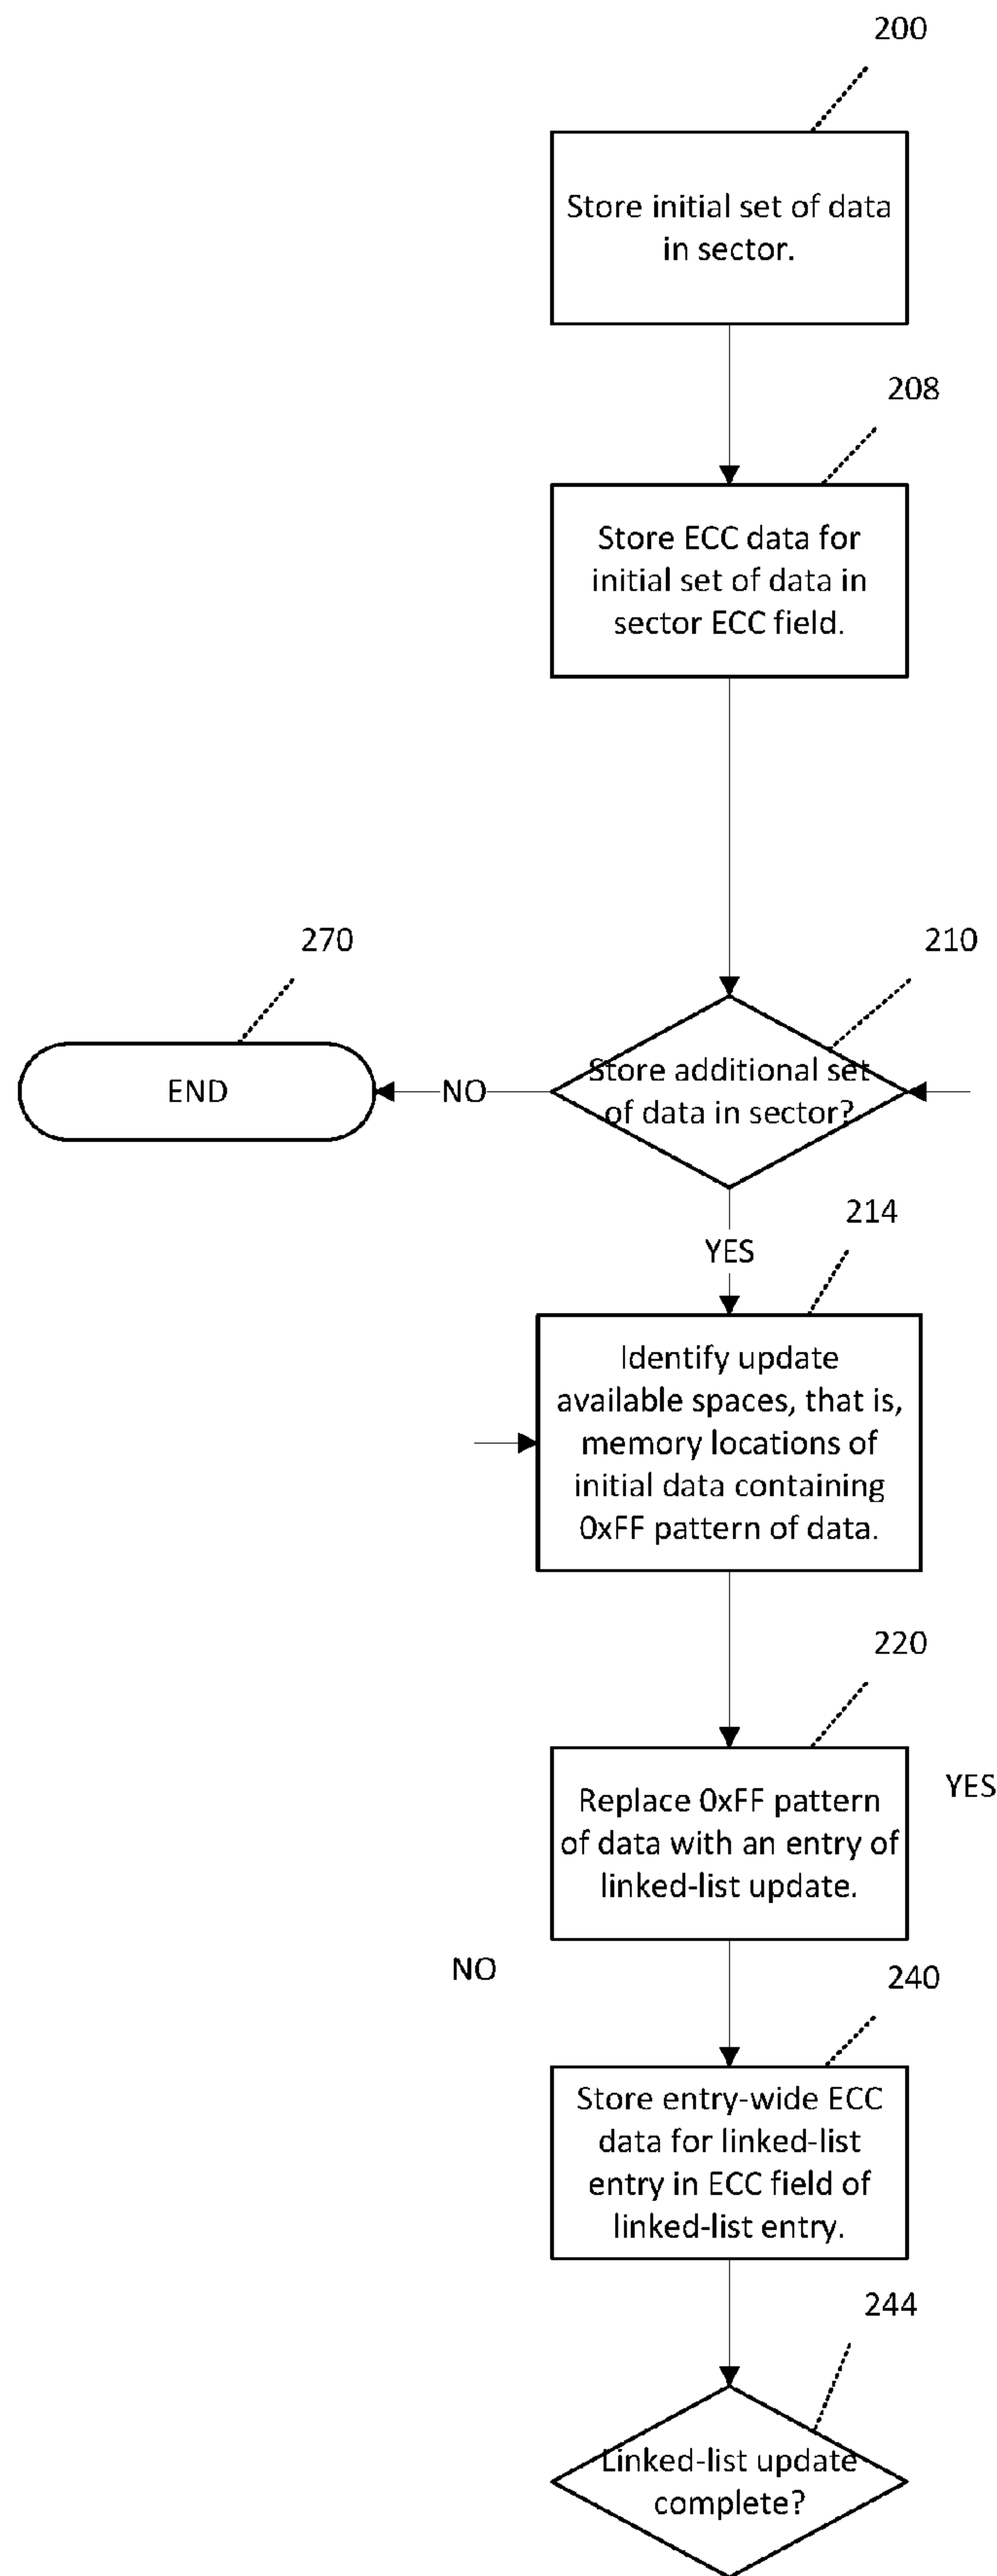 200
Store initial set of data
in sector.
208
Store ECC data for
initial set of data in
sector ECC field.
270
210
END
NO
Store additional set
of data in sector?
214
YES
Identify update
available spaces, that is,
memory locations of
initial data containing
0xFF pattern of data.
220
Replace 0xFF pattern
of data with an entry of
linked-list update.
YES
NO
240
Store entry-wide ECC
data for linked-list
entry in ECC field of
linked-list entry.
244
Linked-list update
complete?